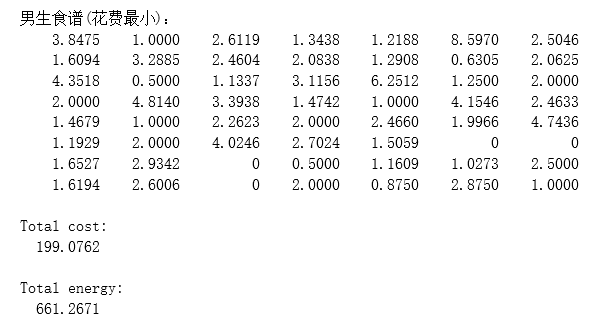 男生食谱(花费最小):
3.8475 1.0000 2.6119 1.3438 1.2188 8.5970 2.5046
1.6094 3.2885 2.4604 2.0838 1.2908 0.6305 2.0625
4.3518 0.5000 1.1337 3.1156 6.2512 1.2500 2.0000
2.0000 4.8140 3.3938 1.4742 1.0000 4.1546 2.4633
1.4679 1.0000 2.2623 2.0000 2.4660 1.9966 4.7436
1.1929 2.0000 4.0246 2.7024 1.5059 0 0
1.6527 2.9342 0 0.5000 1.1609 1.0273 2.5000
1.6194 2.6006 0 2.0000 0.8750 2.8750 1.0000
Total cost:
199.0762
Total energy:
661.2671